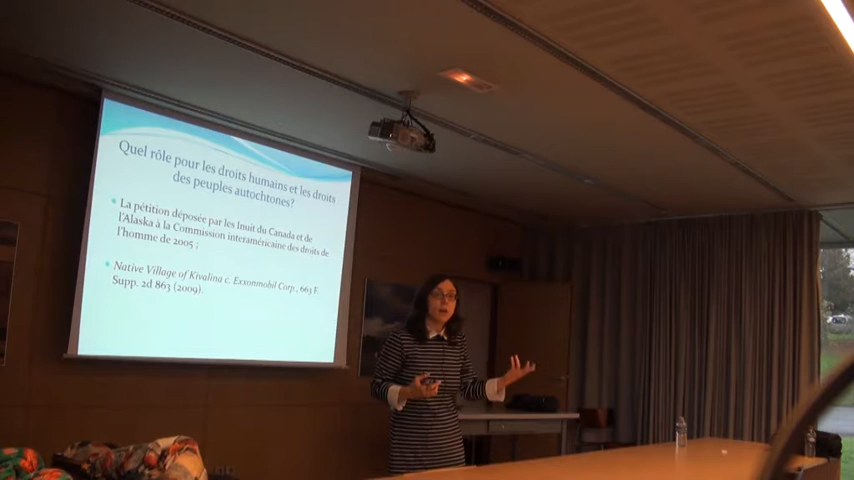 Quel rôle pour les droits humains et les droits
des peuples autochtones?
La pétition déposée par les Inuit du Canada et de
l'Alaska à la Commission interaméricaine des droits de
l'homme de 2005 ;
Native Village of Kivalina c. Exxonmobil Corp., 663 F.
Supp. 2d 863 (2009).